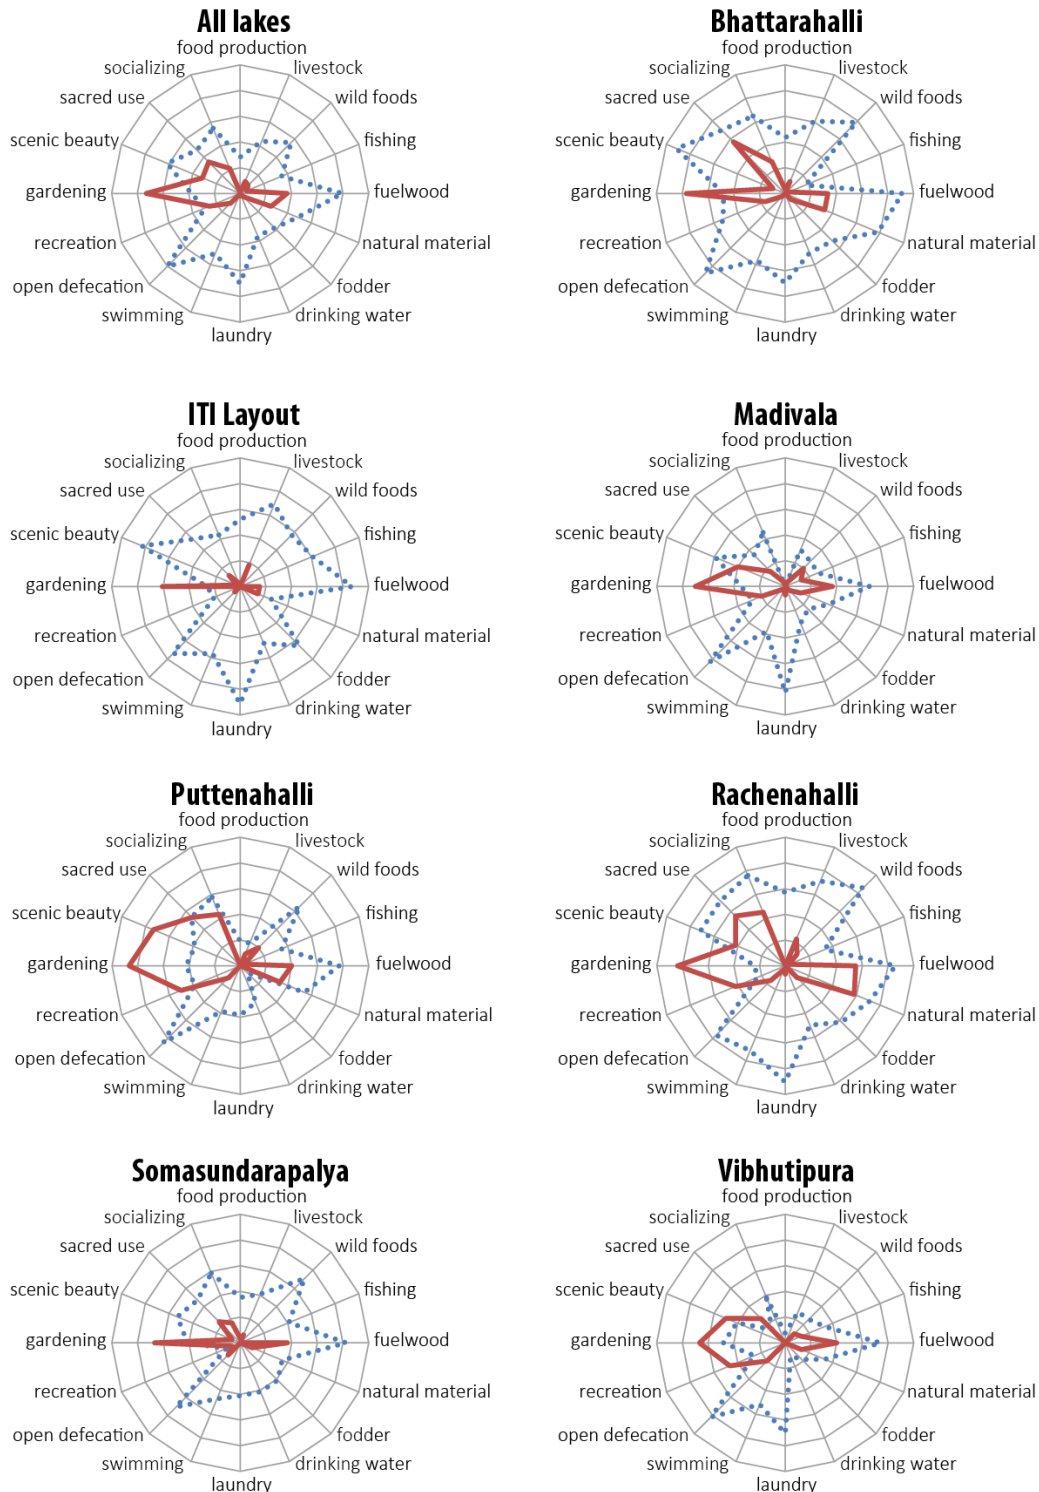 All lakes
food production
socializing
livestock
sacred use
wild foods
scenic beauty
fishing
gardening
fuelwood
recreation
natural material
open defecation
fodder
swimming
drinking water
laundry
Bhattarahalli
food production
socializing
livestock
sacred use
wild foods
scenic beauty
fishing
gardening
fuelwood
recreation
natural material
open defecation
fodder
swimming
drinking water
laundry
ITI Layout
food production
socializing
livestock
sacred use
wild foods
scenic beauty
fishing
gardening
fuelwood
recreation
natural material
open defecation
fodder
swimming
drinking water
laundry
Madivala
food production
socializing
livestock
sacred use
wild foods
scenic beauty
fishing
gardening
fuelwood
recreation
natural material
open defecation
fodder
swimming
drinking water
laundry
Puttenahalli
food production
socializing
livestock
sacred use
wild foods
scenic beauty
fishing
gardening
fuelwood
recreation
natural material
open defecation
fodder
swimming
drinking water
laundry
Rachenahalli
food production
socializing
livestock
sacred use
wild foods
scenic beauty
fishing
gardening
fuelwood
recreation
natural material
open defecation
fodder
swimming
drinking water
laundry
Somasundarapalya
food production
socializing
livestock
sacred use
wild foods
scenic beauty
fishing
gardening
fuelwood
recreation
natural material
open defecation
fodder
swimming
drinking water
laundry
Vibhutipura
food production
socializing
livestock
sacred use
wild foods
scenic beauty
fishing
gardening
fuelwood
recreation
natural material
open defecation
fodder
swimming
drinking water
laundry